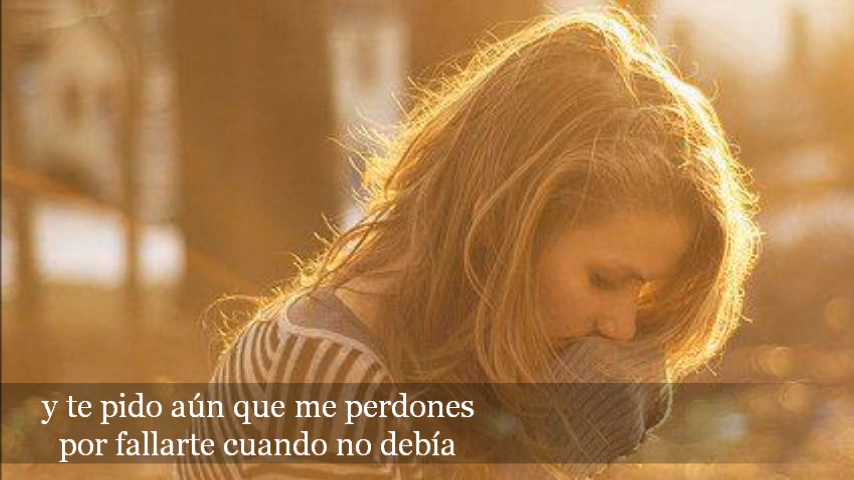 y te pido aún que me perdones
por fallarte cuando no debía